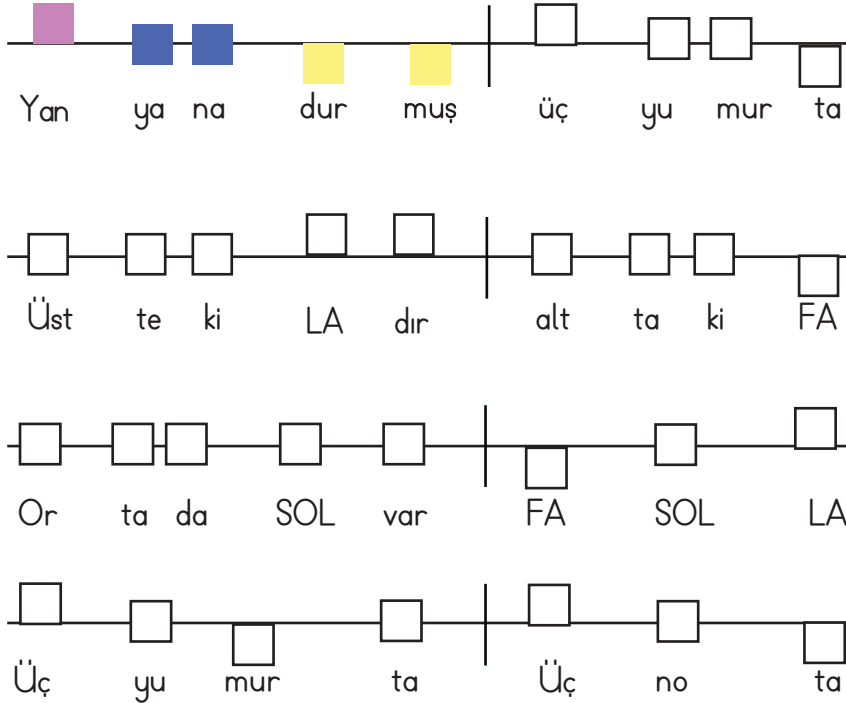 Yan ya na dur muş üç yu mur ta
Üst te ki LA dır alt ta ki FA
Or ta da SOL var FA SOL LA
Üç yu mur ta Üç no ta